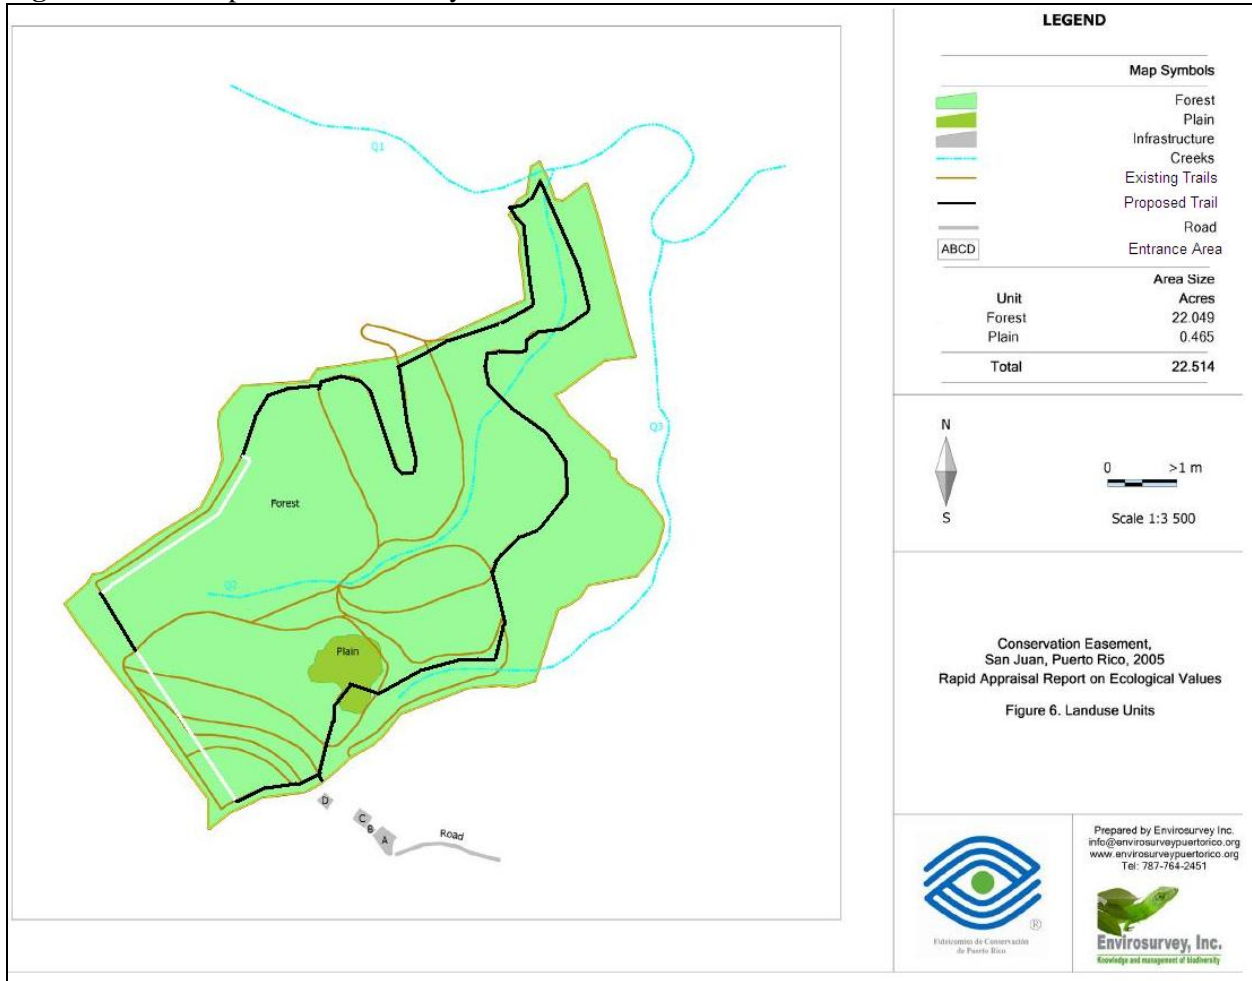 LEGEND
Map Symbols
Forest
Plain
Infrastructure
Creeks
Existing Trails
Proposed Trail
Road
ABCD
Entrance Area
Area Size
Unit
Acres
Forest
22.049
Plain
0.465
Total
22.514
N
S
0
>1 m
Scale 1:3 500
Conservation Easement,
San Juan, Puerto Rico, 2005
Rapid Appraisal Report on Ecological Values
Figure 6. Landuse Units
Fideicomiso de Conservación
de Puerto Rico
®
Prepared by Envirosurvey Inc.
info@envirosurveypuertorico.org
www.envirosurveypuertorico.org
Tel: 787-764-2451
Envirosurvey, Inc.
Knowledge and management of biodiversity
Q1
Q3
Forest
Q2
Plain
D
C
B
A
Road